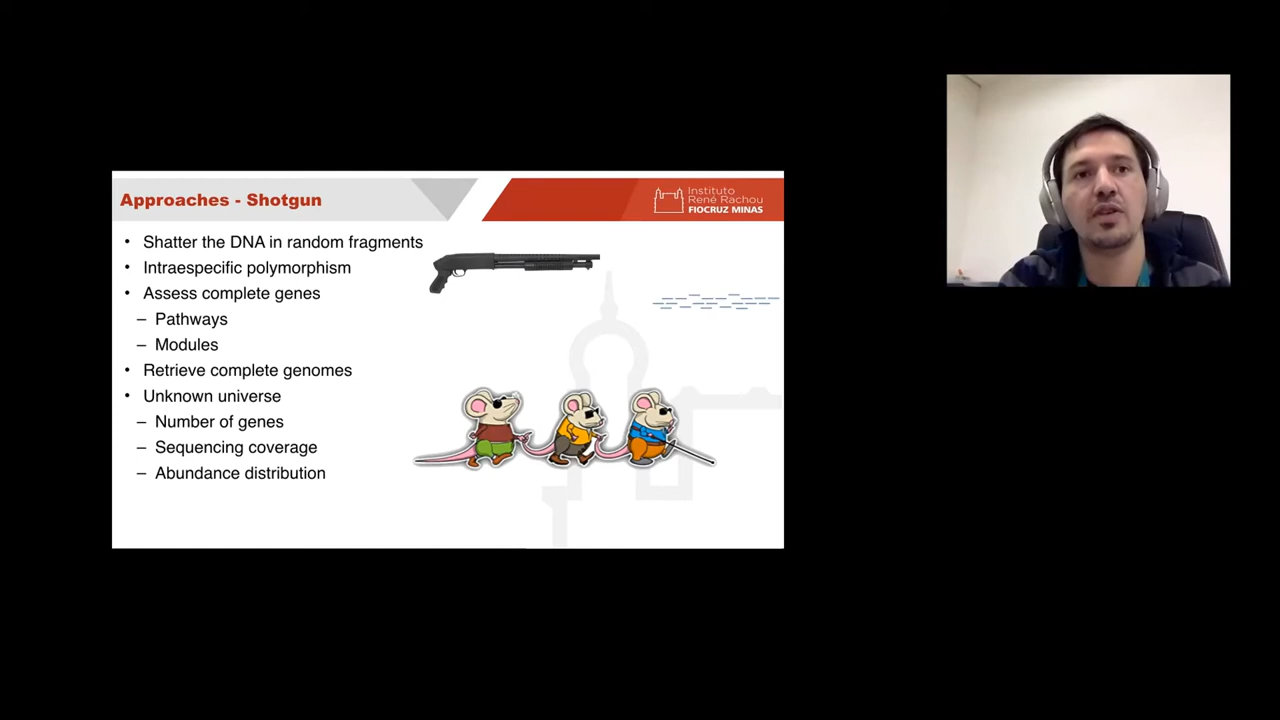 Approaches - Shotgun
Instituto
René Rachou
FIOCRUZ MINAS
• Shatter the DNA in random fragments
• Intraespecific polymorphism
• Assess complete genes
– Pathways
– Modules
• Retrieve complete genomes
• Unknown universe
– Number of genes
– Sequencing coverage
– Abundance distribution